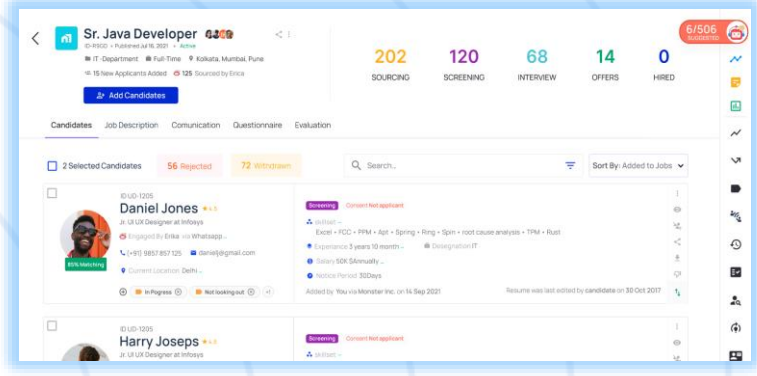 Sr. Java Developer
ID-R9GD • Published Jul 16, 2021 • Active
IT -Department Full-Time Kolkata, Mumbai, Pune
15 New Applicants Added 125 Sourced by Erica
Add Candidates
202 120 68 14 0
SOURCING SCREENING INTERVIEW OFFERS HIRED
6/506
SUGGESTED
Candidates Job Description Comunication Questionnaire Evaluation
2 Selected Candidates 56 Rejected 72 Withdrawn Search.. Sort By: Added to Jobs
ID UD-1205
Daniel Jones 4.5
Jr. UI UX Designer at Infosys
Engaged By Erika via Whatsapp..
(+91) 9857 857 125 danielj@gmail.com
Current Location Delhi ..
85% Matching
In Pogress Not looking out +1
Screening Consent Not applicant
skillset --
Excel • FCC • PPM • Apt • Spring • Ring • Spin • root cause analysis • TPM • Rust
Experience 3 years 10 month .. Designation IT
Salary 50K $Annually ..
Notice Period 30Days
Added by You via Monster Inc. on 14 Sep 2021 Resume was last edited by candidate on 30 Oct 2017
ID UD-1205
Harry Joseps 4.5
Jr. UI UX Designer at Infosys
Screening Consent Not applicant
skillset --